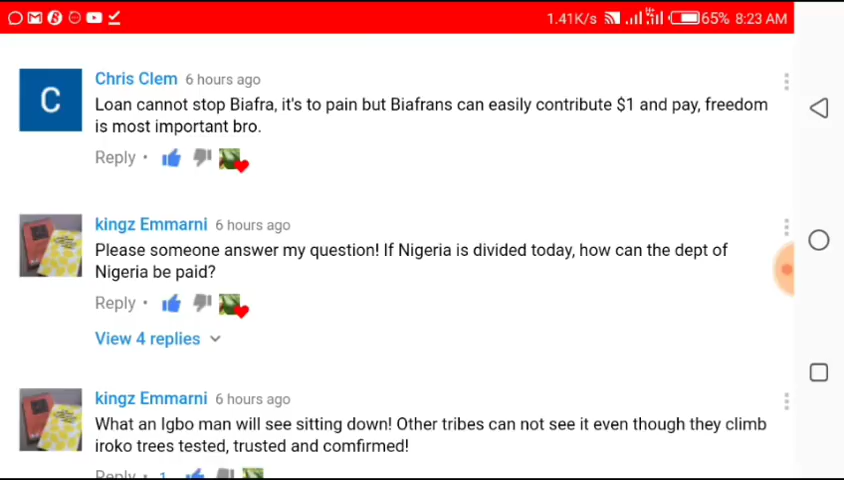 1.41K/s 65% 8:23 AM
C
Chris Clem 6 hours ago
Loan cannot stop Biafra, it's to pain but Biafrans can easily contribute $1 and pay, freedom
is most important bro.
Reply •
kingz Emmarni 6 hours ago
Please someone answer my question! If Nigeria is divided today, how can the dept of
Nigeria be paid?
Reply •
View 4 replies
kingz Emmarni 6 hours ago
What an Igbo man will see sitting down! Other tribes can not see it even though they climb
iroko trees tested, trusted and comfirmed!
Reply 1